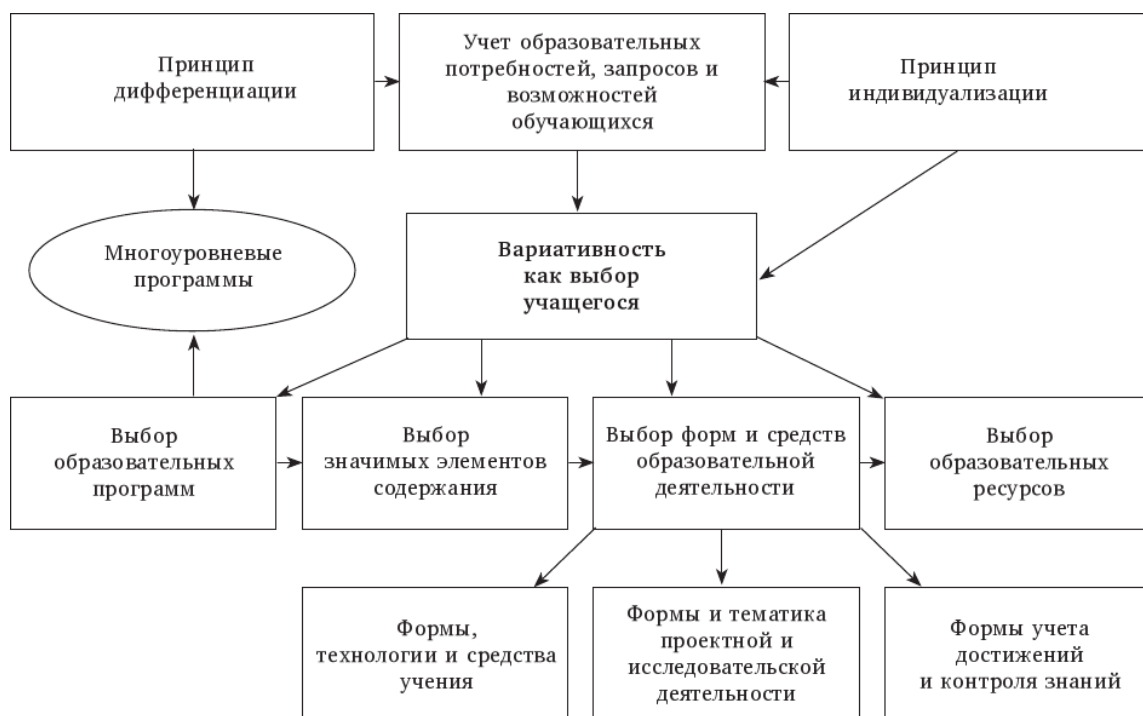 Принцип
дифференциации
Учет образовательных
потребностей, запросов и
возможностей
обучающихся
Принцип
индивидуализации
Многоуровневые
программы
Вариативность
как выбор
учащегося
Выбор
образовательных
программ
Выбор
значимых элементов
содержания
Выбор форм и средств
образовательной
деятельности
Выбор
образовательных
ресурсов
Формы,
технологии и средства
учения
Формы и тематика
проектной и
исследовательской
деятельности
Формы учета
достижений
и контроля знаний